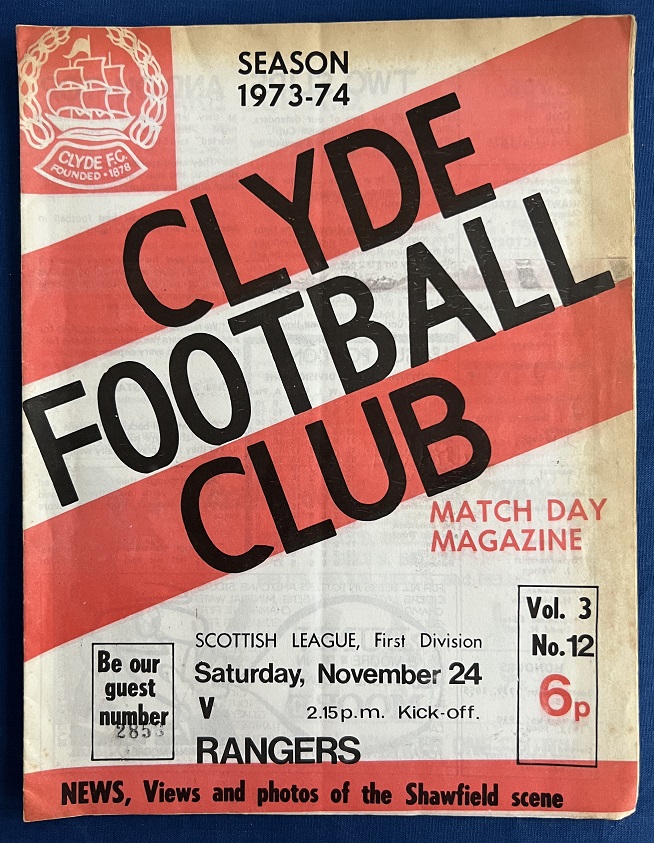 SEASON
1973-74
CLYDE F.C.
FOUNDED • 1878
CLYDE
FOOTBALL
CLUB
MATCH DAY
MAGAZINE
SCOTTISH LEAGUE, First Division
Saturday, November 24
V 2.15p.m. Kick-off.
RANGERS
Be our
guest
number
Vol. 3
No.12
6p
NEWS, Views and photos of the Shawfield scene